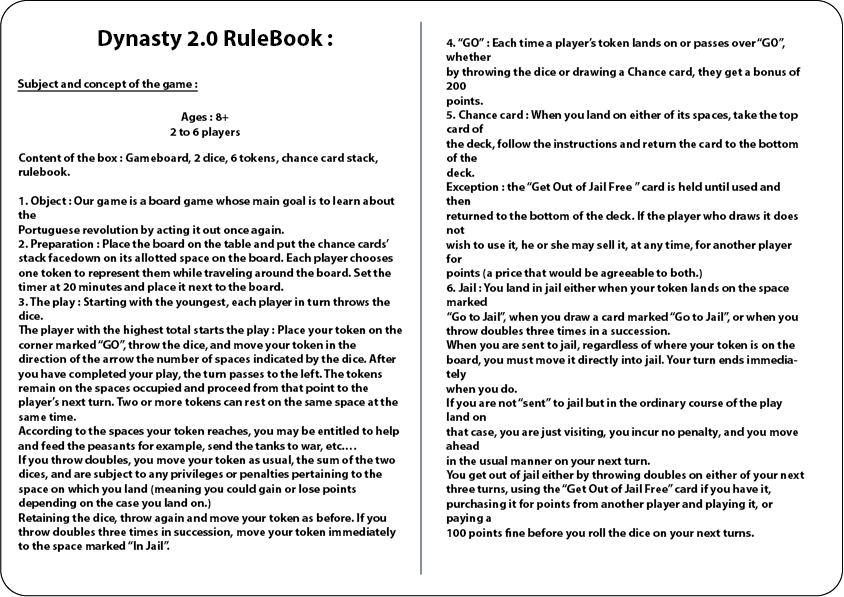 Dynasty 2.0 RuleBook :
Subject and concept of the game :
Ages : 8+
2 to 6 players
Content of the box : Gameboard, 2 dice, 6 tokens, chance card stack,
rulebook.
1. Object : Our game is a board game whose main goal is to learn about
the
Portuguese revolution by acting it out once again.
2. Preparation : Place the board on the table and put the chance cards’
stack facedown on its allotted space on the board. Each player chooses
one token to represent them while traveling around the board. Set the
timer at 20 minutes and place it next to the board.
3. The play : Starting with the youngest, each player in turn throws the
dice.
The player with the highest total starts the play : Place your token on the
corner marked “GO”, throw the dice, and move your token in the
direction of the arrow the number of spaces indicated by the dice. After
you have completed your play, the turn passes to the left. The tokens
remain on the spaces occupied and proceed from that point to the
player’s next turn. Two or more tokens can rest on the same space at the
same time.
According to the spaces your token reaches, you may be entitled to help
and feed the peasants for example, send the tanks to war, etc.…
If you throw doubles, you move your token as usual, the sum of the two
dices, and are subject to any privileges or penalties pertaining to the
space on which you land (meaning you could gain or lose points
depending on the case you land on.)
Retaining the dice, throw again and move your token as before. If you
throw doubles three times in succession, move your token immediately
to the space marked “In Jail”.
4. “GO” : Each time a player’s token lands on or passes over “GO”,
whether
by throwing the dice or drawing a Chance card, they get a bonus of
200
points.
5. Chance card : When you land on either of its spaces, take the top
card of
the deck, follow the instructions and return the card to the bottom
of the
deck.
Exception : the “Get Out of Jail Free ” card is held until used and
then
returned to the bottom of the deck. If the player who draws it does
not
wish to use it, he or she may sell it, at any time, for another player
for
points (a price that would be agreeable to both.)
6. Jail : You land in jail either when your token lands on the space
marked
“Go to Jail”, when you draw a card marked “Go to Jail”, or when you
throw doubles three times in a succession.
When you are sent to jail, regardless of where your token is on the
board, you must move it directly into jail. Your turn ends immedia-
tely
when you do.
If you are not “sent” to jail but in the ordinary course of the play
land on
that case, you are just visiting, you incur no penalty, and you move
ahead
in the usual manner on your next turn.
You get out of jail either by throwing doubles on either of your next
three turns, using the “Get Out of Jail Free” card if you have it,
purchasing it for points from another player and playing it, or
paying a
100 points fine before you roll the dice on your next turns.